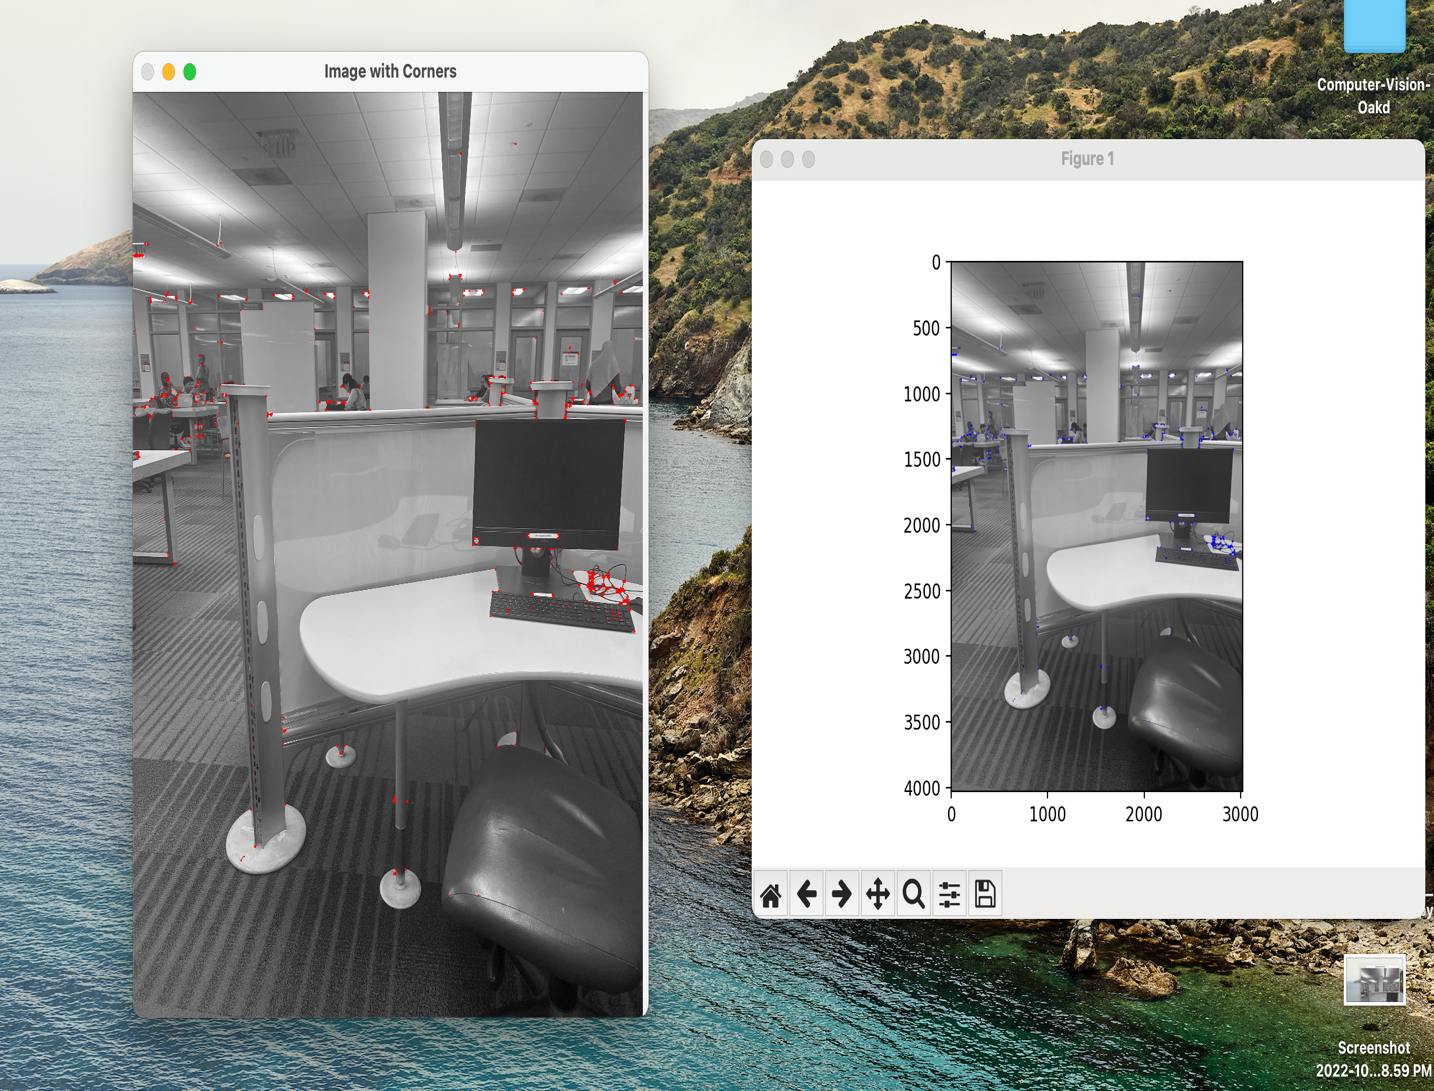 Image with Corners
Computer-Vision-
Oakd
Figure 1
0
500
1000
1500
2000
2500
3000
3500
4000
0
1000
2000
3000
Screenshot
2022-10...8.59 PM